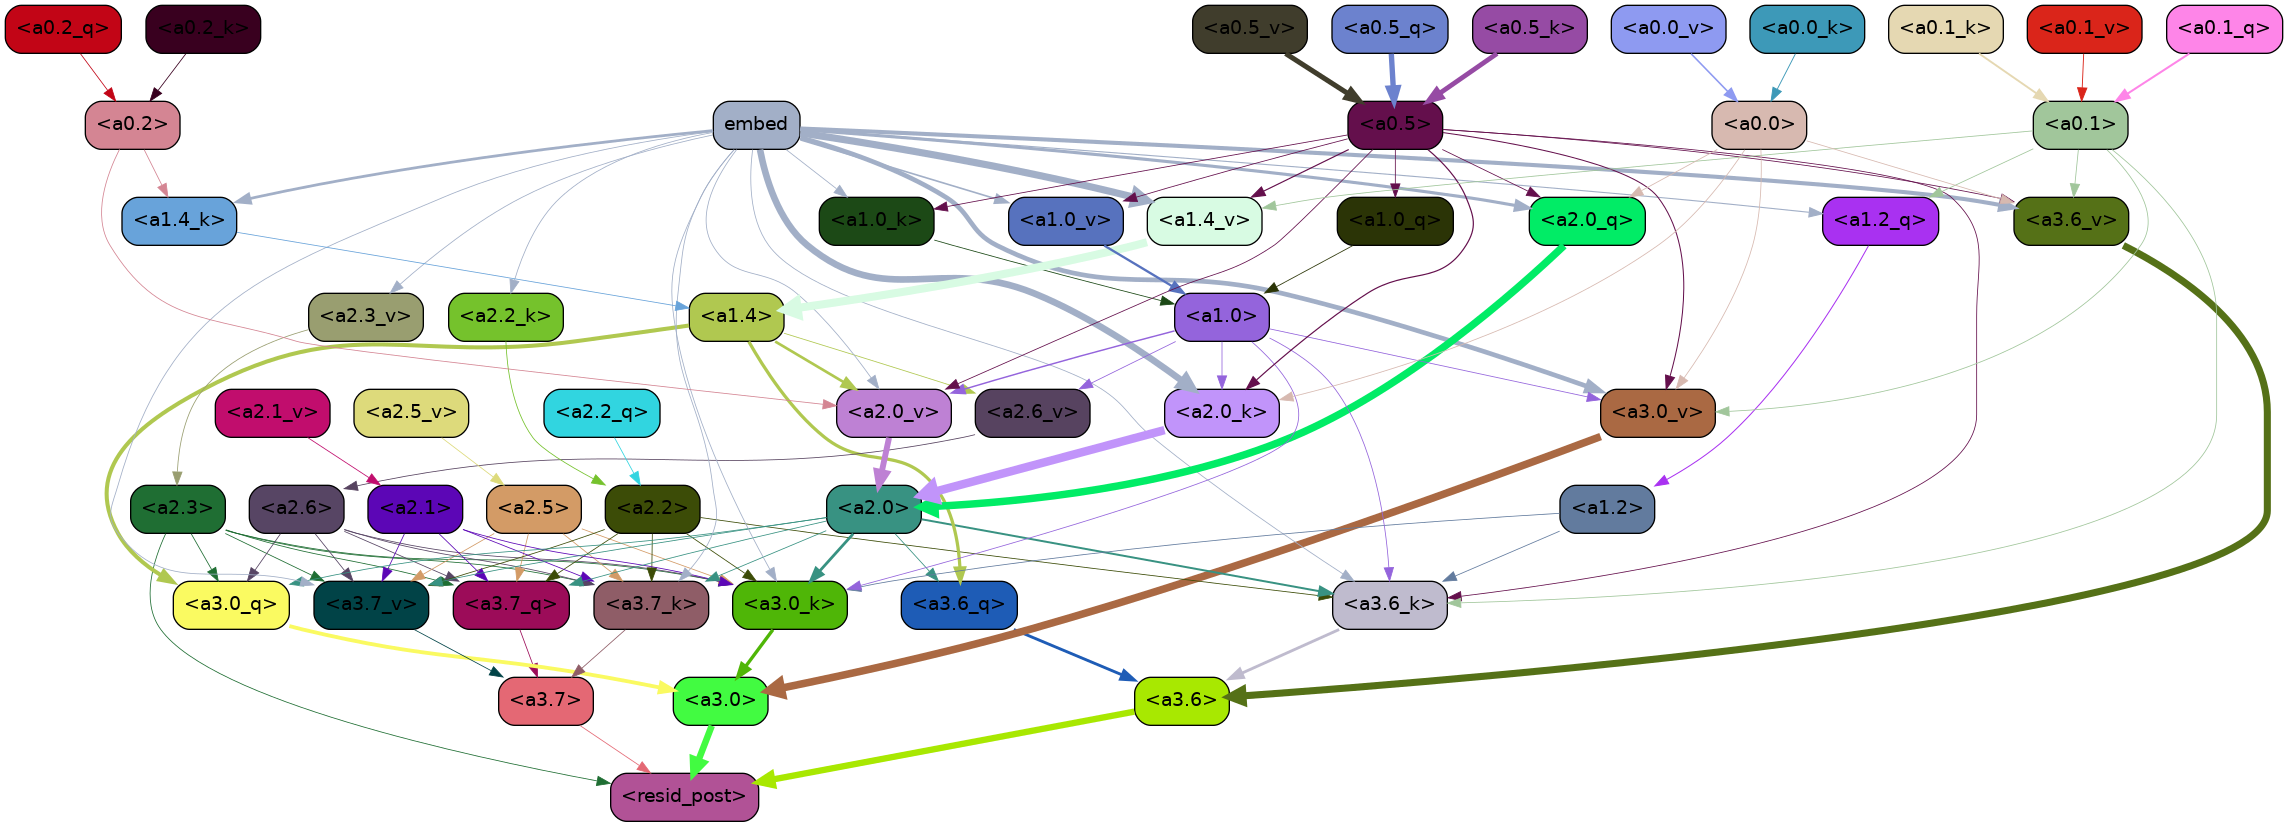 <a0.2_q> <a0.2_k> <a0.5_v> <a0.5_q> <a0.5_k> <a0.0_v> <a0.0_k> <a0.1_k> <a0.1_v> <a0.1_q>
<a0.2> embed <a0.5> <a0.0> <a0.1>
<a1.4_k> <a1.0_k> <a1.0_v> <a1.4_v> <a1.0_q> <a2.0_q> <a1.2_q> <a3.6_v>
<a2.3_v> <a2.2_k> <a1.4> <a1.0>
<a2.1_v> <a2.5_v> <a2.2_q> <a2.0_v> <a2.6_v> <a2.0_k> <a3.0_v>
<a2.3> <a2.6> <a2.1> <a2.5> <a2.2> <a2.0> <a1.2>
<a3.0_q> <a3.7_v> <a3.7_q> <a3.7_k> <a3.0_k> <a3.6_q> <a3.6_k>
<a3.7> <a3.0> <a3.6>
<resid_post>